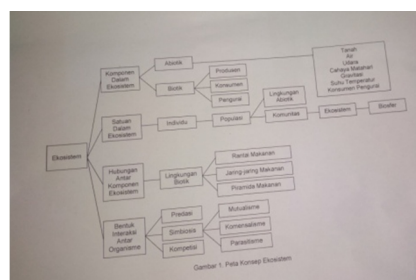 Ekosistem
Komponen
Dalam
Ekosistem
Abiotik
Biotik
Produsen
Konsumen
Pengurai
Tanah
Air
Udara
Cahaya Matahari
Gravitasi
Suhu Temperatur
Konsumen Pengurai
Satuan
Dalam
Ekosistem
Individu
Populasi
Lingkungan
Abiotik
Komunitas
Ekosistem
Biosfer
Hubungan
Antar
Komponen
Ekosistem
Lingkungan
Biotik
Rantai Makanan
Jaring-jaring Makanan
Piramida Makanan
Bentuk
Interaksi
Antar
Organisme
Predasi
Simbiosis
Kompetisi
Mutualisme
Komensalisme
Parasitisme
Gambar 1. Peta Konsep Ekosistem